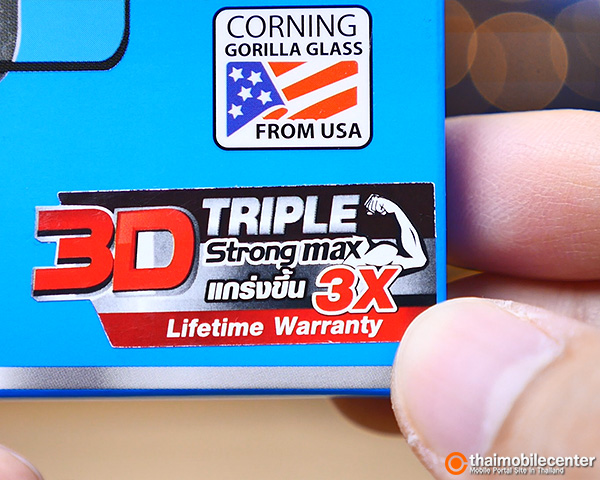 CORNING
GORILLA GLASS
FROM USA
3D TRIPLE
Strong max
แกร่งขึ้น 3X
Lifetime Warranty
thaimobilecenter
Mobile Portal Site in Thailand